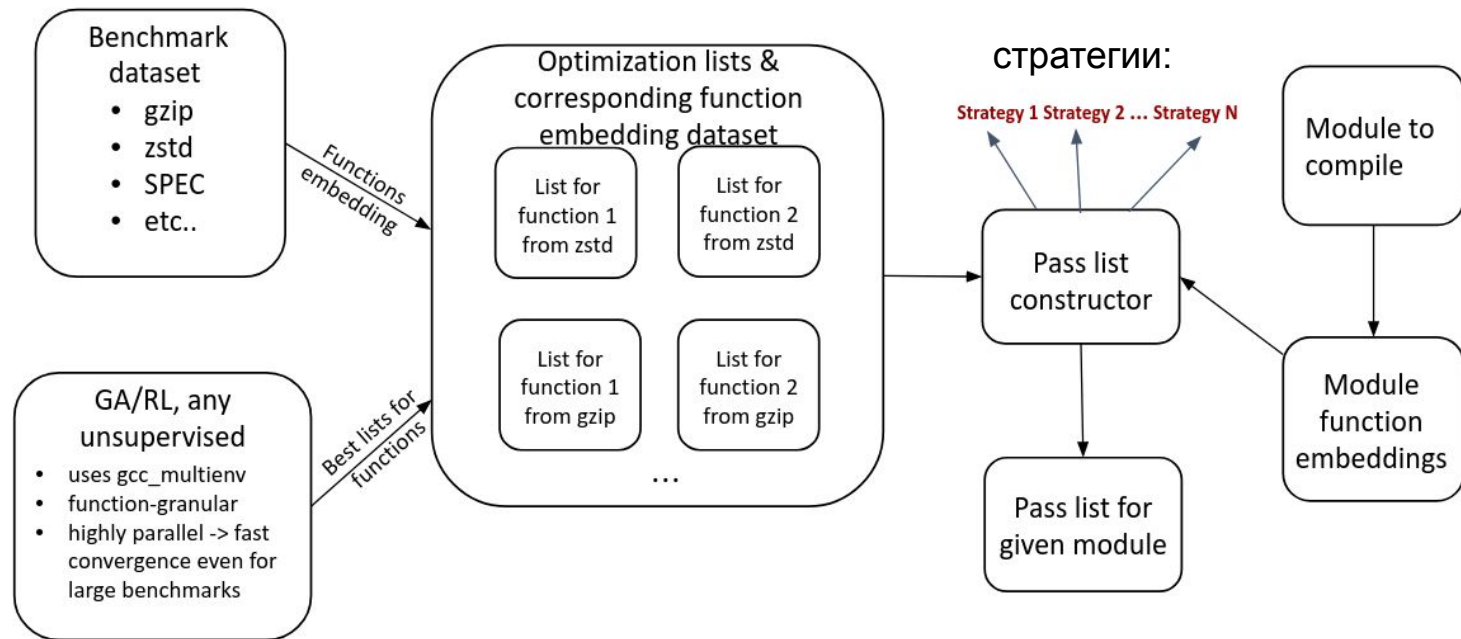 Benchmark
dataset
• gzip
• zstd
• SPEC
• etc..
Functions
embedding
GA/RL, any
unsupervised
• uses gcc_multienv
• function-granular
• highly parallel -> fast
convergence even for
large benchmarks
Best lists for
functions
Optimization lists &
corresponding function
embedding dataset
List for
function 1
from zstd
List for
function 2
from zstd
List for
function 1
from gzip
List for
function 2
from gzip
...
стратегии:
Strategy 1 Strategy 2 ... Strategy N
Pass list
constructor
Pass list for
given module
Module to
compile
Module
function
embeddings